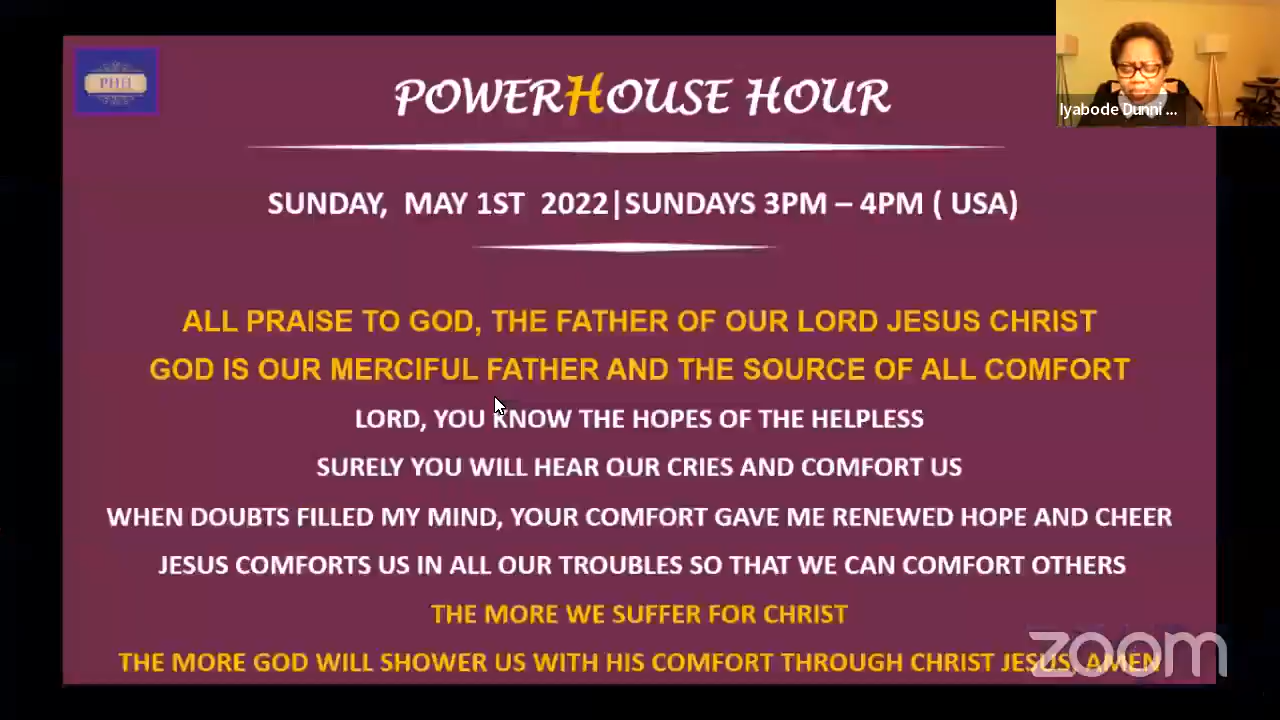 PHH
POWERHOUSE HOUR
Iyabode Dunni ...
SUNDAY, MAY 1ST 2022|SUNDAYS 3PM – 4PM ( USA)
ALL PRAISE TO GOD, THE FATHER OF OUR LORD JESUS CHRIST
GOD IS OUR MERCIFUL FATHER AND THE SOURCE OF ALL COMFORT
LORD, YOU KNOW THE HOPES OF THE HELPLESS
SURELY YOU WILL HEAR OUR CRIES AND COMFORT US
WHEN DOUBTS FILLED MY MIND, YOUR COMFORT GAVE ME RENEWED HOPE AND CHEER
JESUS COMFORTS US IN ALL OUR TROUBLES SO THAT WE CAN COMFORT OTHERS
THE MORE WE SUFFER FOR CHRIST
THE MORE GOD WILL SHOWER US WITH HIS COMFORT THROUGH CHRIST JESUS, AMEN
zoom